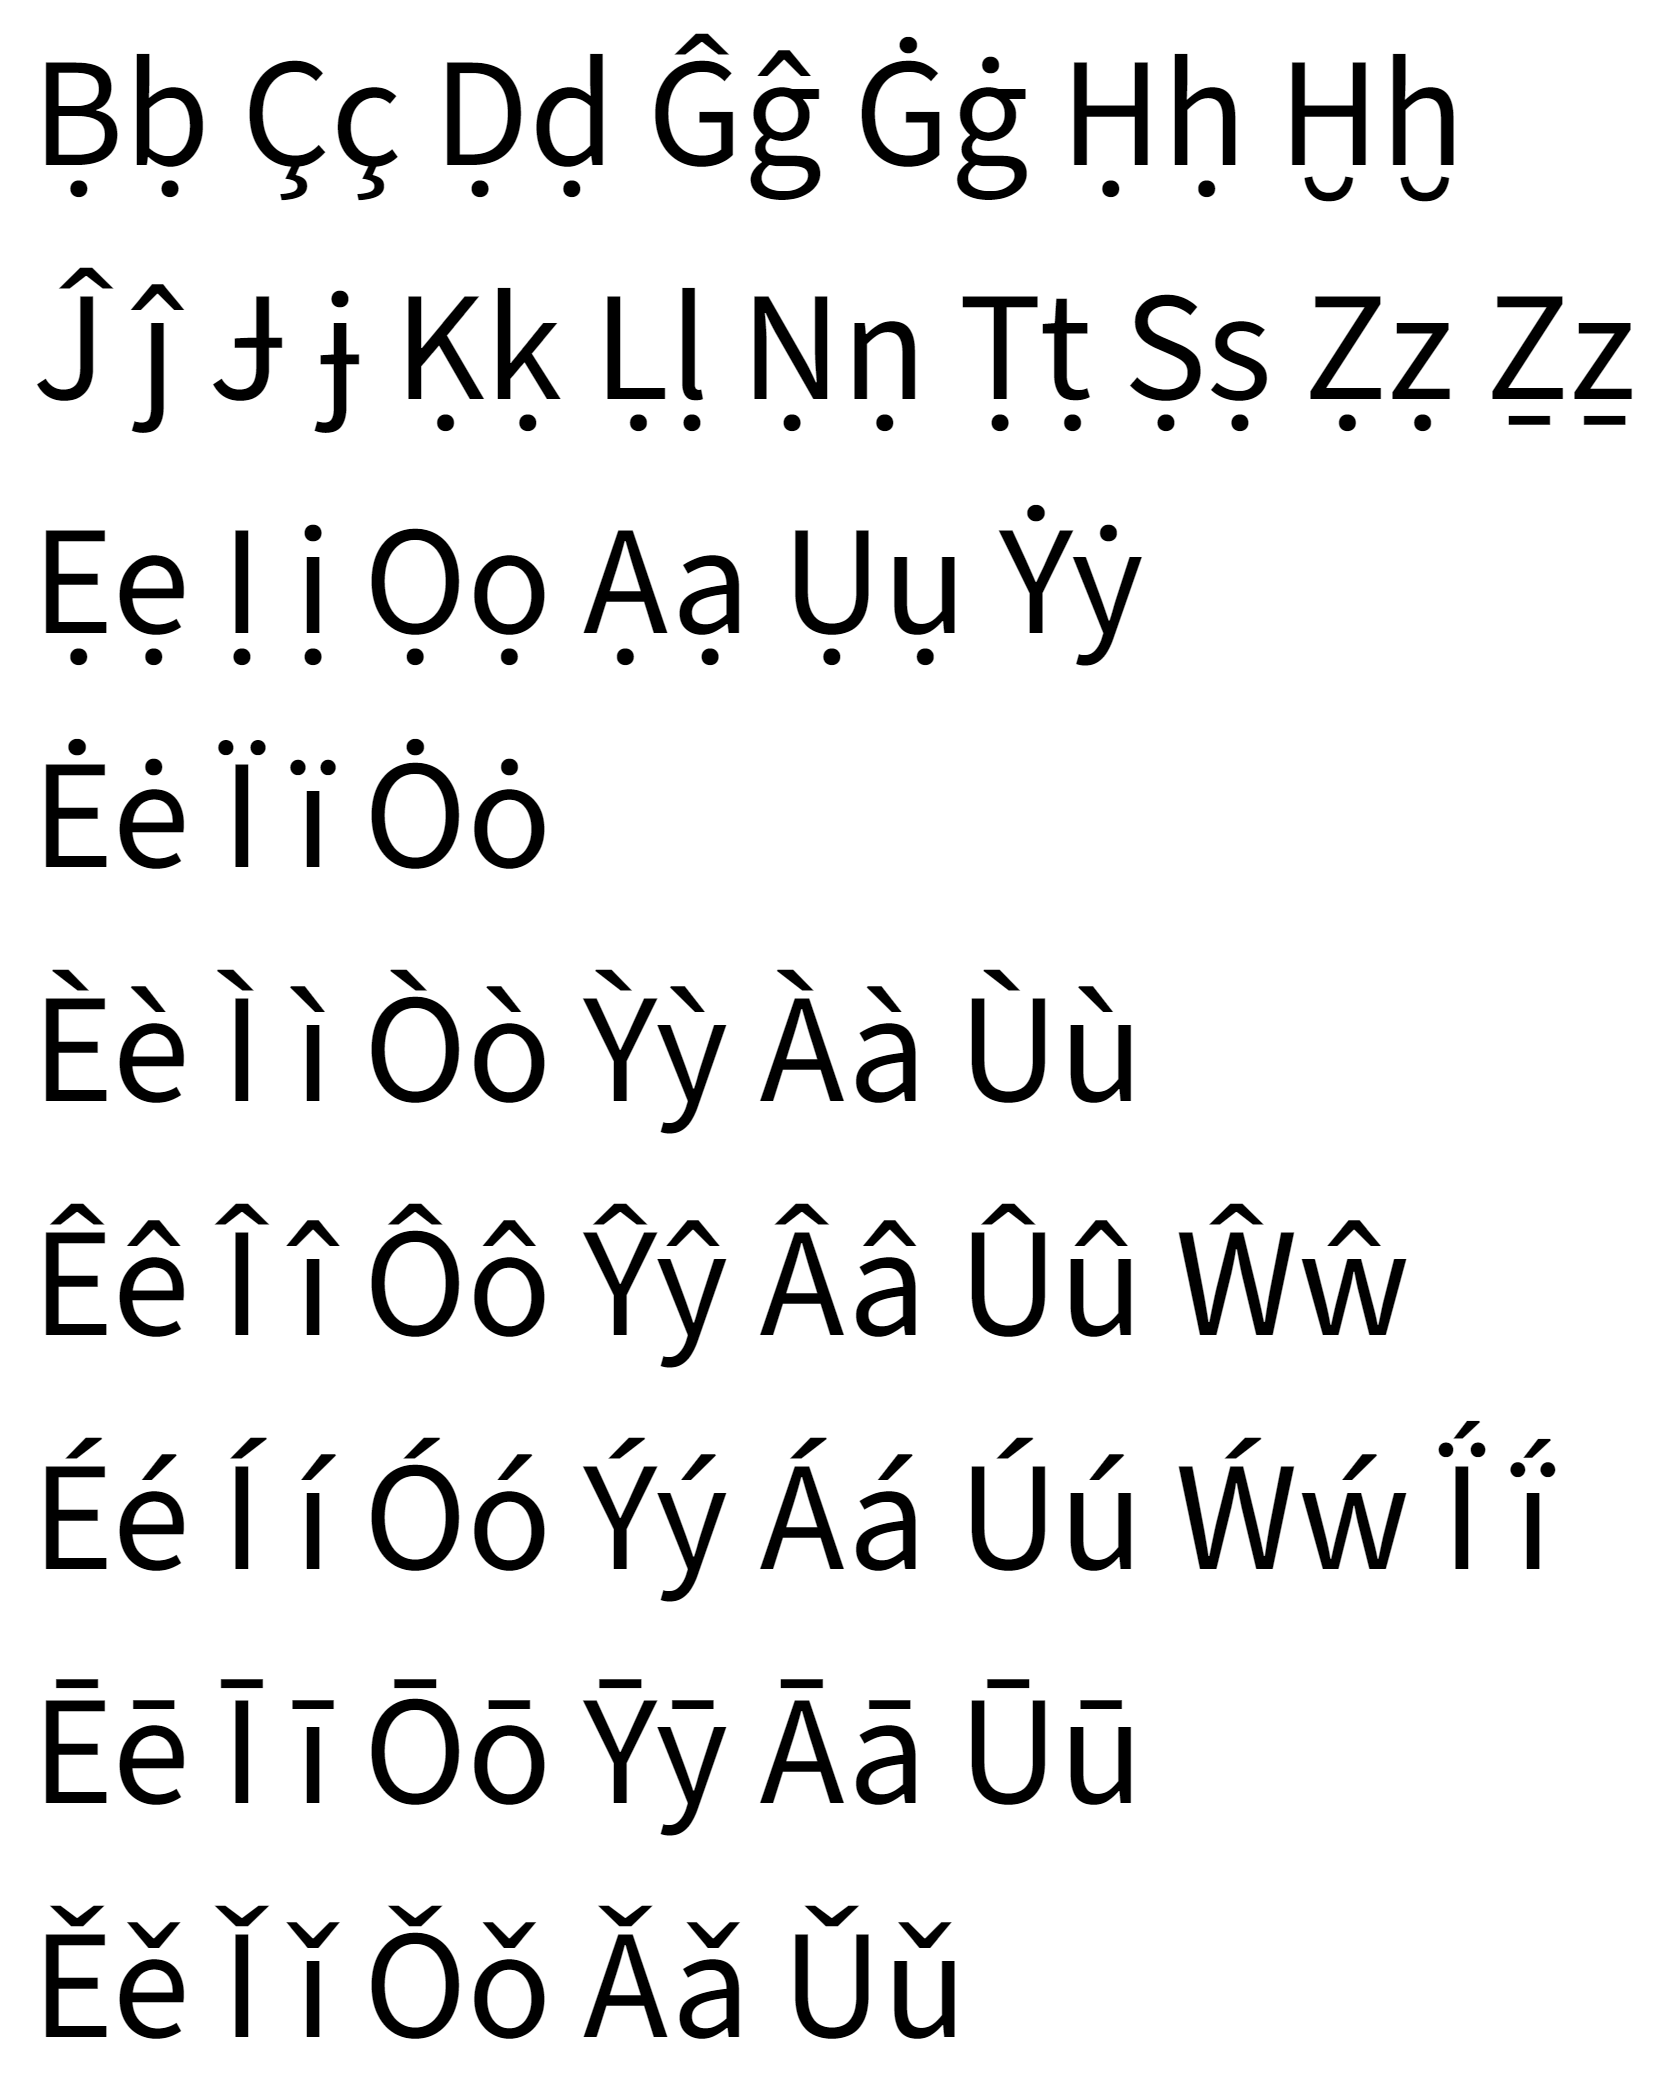 Ḅḅ Çç Ḍḍ Ĝĝ Ġġ Ḥḥ Ḫḫ
Ĵĵ Ɉɉ Ḳḳ Ḷḷ Ṇṇ Ṭṭ Ṣṣ Ẓẓ Ẕẕ
Ẹẹ Ịị Ọọ Ạạ Ụụ Ẏẏ
Ėė Ïï Ȯȯ
Èè Ìì Òò Ỳỳ Àà Ùù
Êê Îî Ôô Ŷŷ Ââ Ûû Ŵŵ
Éé Íí Óó Ýý Áá Úú Ẃẃ Ḯḯ
Ēē Īī Ōō Ȳȳ Āā Ūū
Ěě Ǐǐ Ǒǒ Ǎǎ Ǔǔ